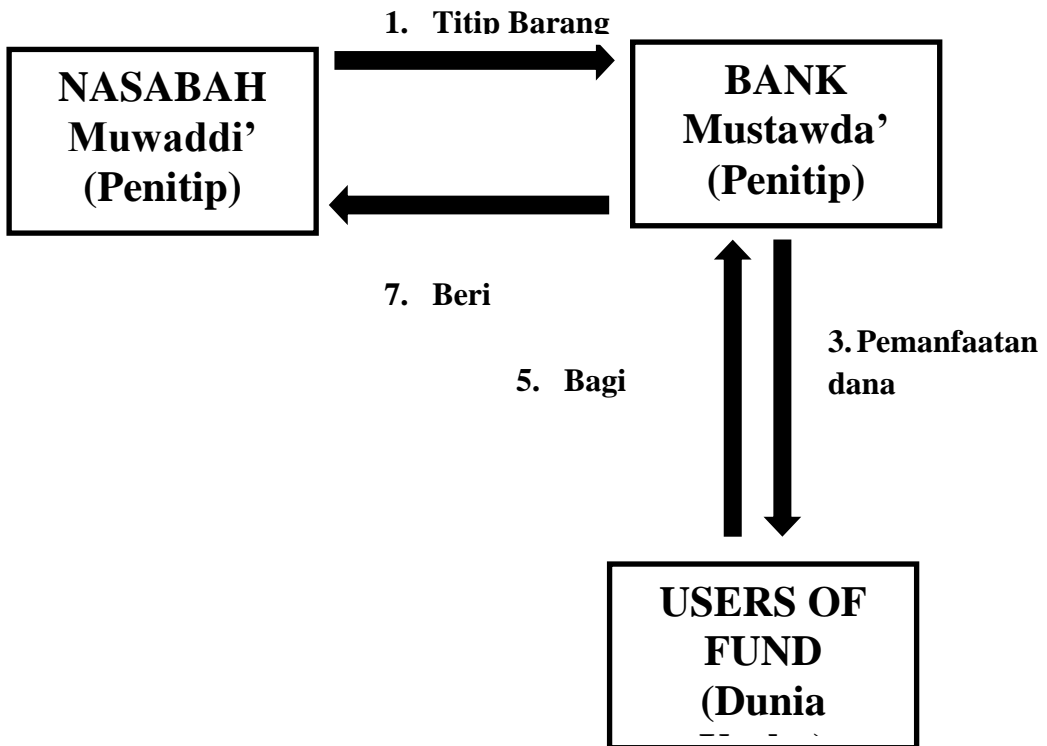 1. Titip Barang
NASABAH
Muwaddi’
(Penitip)
BANK
Mustawda’
(Penitip)
7. Beri
3. Pemanfaatan
dana
5. Bagi
USERS OF
FUND
(Dunia